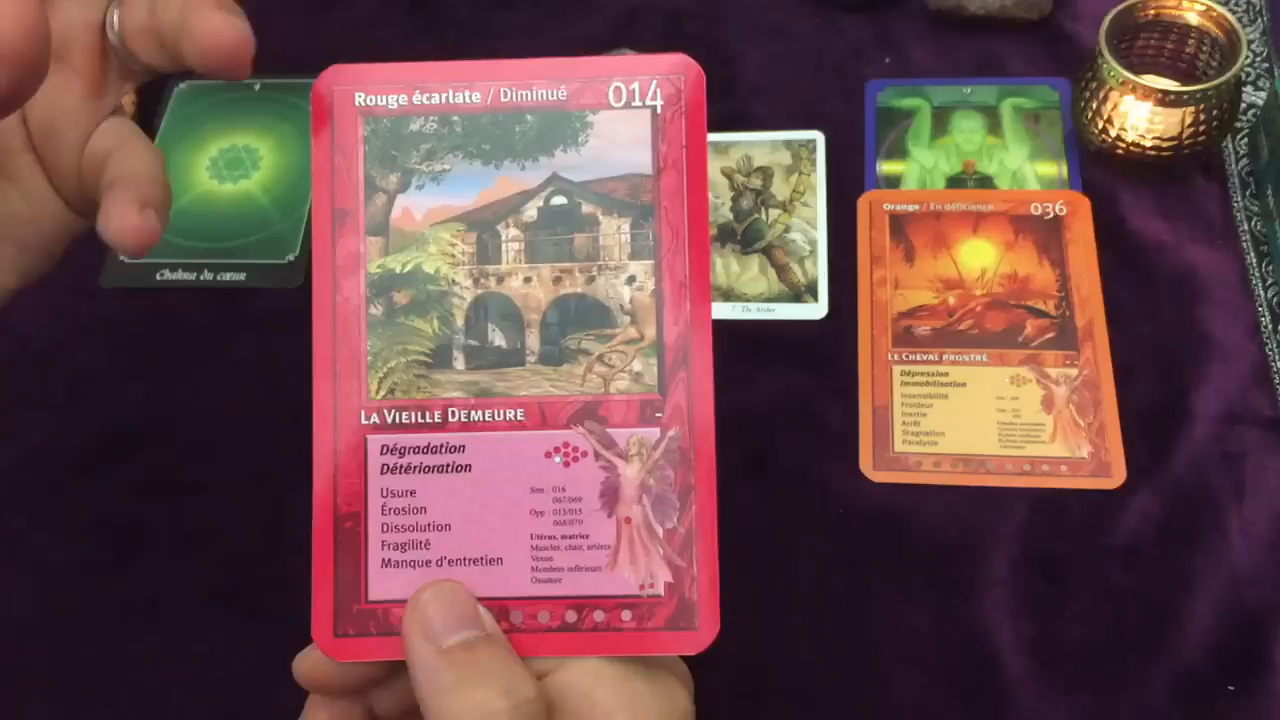 Rouge écarlate / Diminué 014
LA VIEILLE DEMEURE -
Dégradation
Détérioration
Usure
Érosion
Dissolution
Fragilité
Manque d'entretien
Sem : 016
067/069
Opp : 013/015
068/070
Utérus, matrice
Muscles, chair, artères
Vessie
Membres inférieurs
Ossature
Chakra du cœur
7 The Archer
Orange / En déficience 036
LE CHEVAL PROSTRÉ --
Dépression
Immobilisation
Insensibilité
Froideur
Inertie
Arrêt
Stagnation
Paralysie